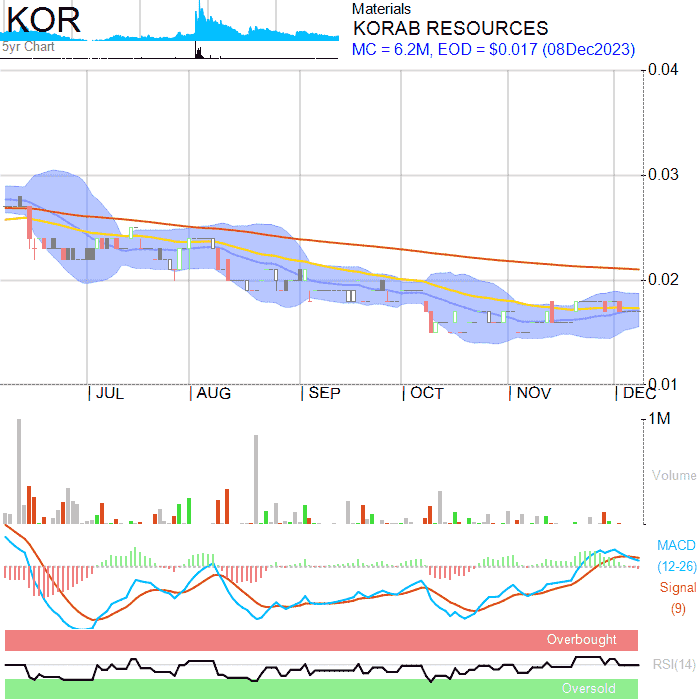 KOR
5yr Chart
Materials
KORAB RESOURCES
MC = 6.2M, EOD = $0.017 (08Dec2023)
0.04
0.03
0.02
0.01
JUL AUG SEP OCT NOV DEC
1M
Volume
MACD
(12-26)
Signal
(9)
Overbought
RSI(14)
Oversold